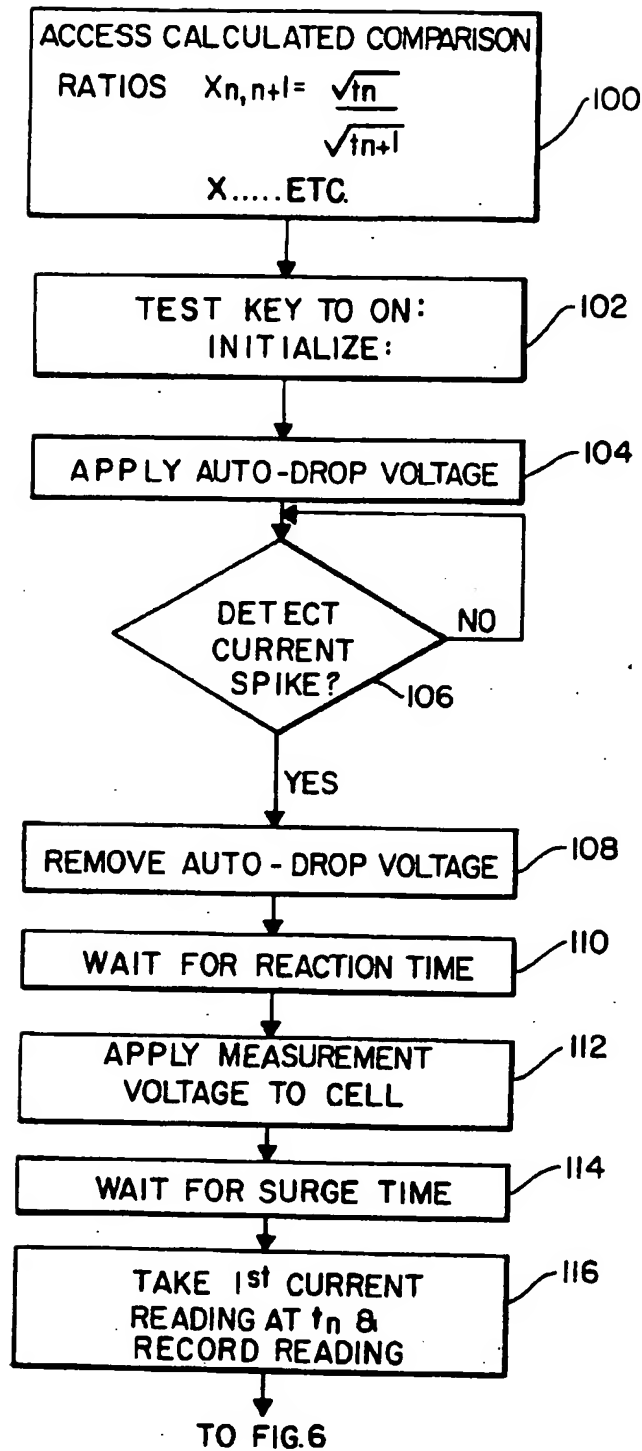 ACCESS CALCULATED COMPARISON
RATIOS Xn,n+1= √tn
√tn+1
X.....ETC.
100
TEST KEY TO ON:
INITIALIZE:
102
APPLY AUTO-DROP VOLTAGE
104
DETECT
CURRENT
SPIKE?
NO
106
YES
REMOVE AUTO-DROP VOLTAGE
108
WAIT FOR REACTION TIME
110
APPLY MEASUREMENT
VOLTAGE TO CELL
112
WAIT FOR SURGE TIME
114
TAKE 1st CURRENT
READING AT tn &
RECORD READING
116
TO FIG.6